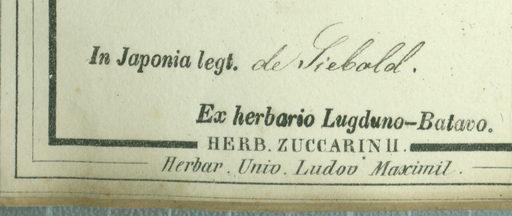 In Japonia legt. de Siebold.
Ex herbario Lugduno-Batavo.
HERB. ZUCCARINII.
Herbar. Univ. Ludov Maximil.